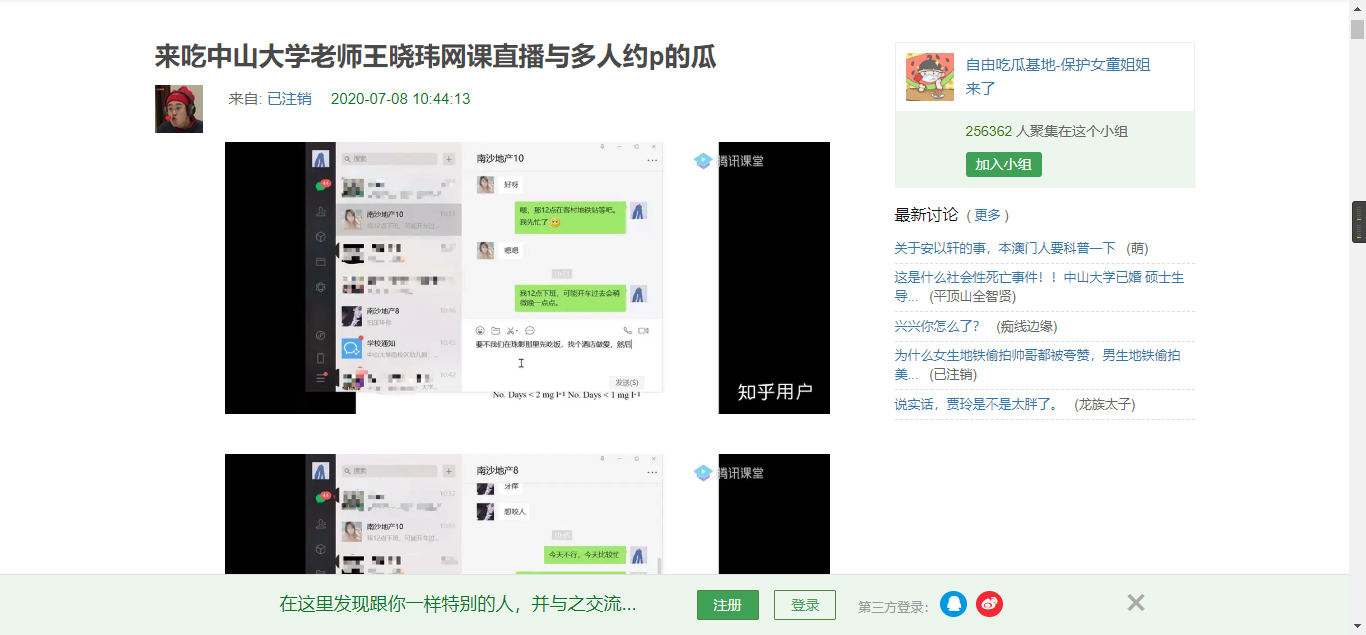 来吃中山大学老师王晓玮网课直播与多人约p的瓜
来自: 已注销 2020-07-08 10:44:13
搜索
南沙地产10
腾讯课堂
好呀
嗯，那12点在客村地铁站等吧。
我先忙了
南沙地产10
嗯嗯
我12点下班，可能开车过去会稍
微晚一点点。
南沙地产8
10:46
学校通知
10:45
10:42
要不我们在珠影那里先吃饭，找个酒店做爱，然后
发送(S)
No. Days < 2 mg l-1 No. Days < 1 mg l-1
知乎用户
搜索
南沙地产8
腾讯课堂
10:52
牙痒
南沙地产10
想咬人
今天不行，今天比较忙
自由吃瓜基地-保护女童姐姐
来了
256362 人聚集在这个小组
加入小组
最新讨论 ( 更多 )
关于安以轩的事，本澳门人要科普一下 (萌)
这是什么社会性死亡事件！！中山大学已婚 硕士生
导... (平顶山全智贤)
兴兴你怎么了？ (痴线边缘)
为什么女生地铁偷拍帅哥都被夸赞，男生地铁偷拍
美... (已注销)
说实话，贾玲是不是太胖了。 (龙族太子)
在这里发现跟你一样特别的人，并与之交流...
注册
登录
第三方登录: